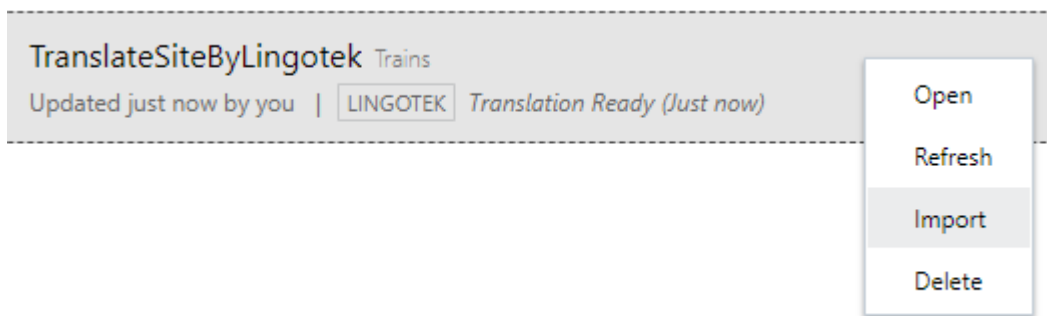 TranslateSiteByLingotek Trains
Updated just now by you | LINGOTEK Translation Ready (Just now)
Open
Refresh
Import
Delete